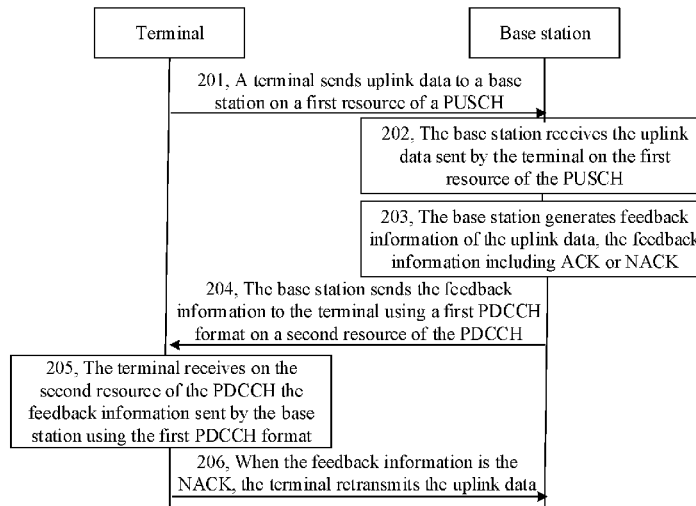 Terminal
Base station
201, A terminal sends uplink data to a base
station on a first resource of a PUSCH
202, The base station receives the uplink
data sent by the terminal on the first
resource of the PUSCH
203, The base station generates feedback
information of the uplink data, the feedback
information including ACK or NACK
204, The base station sends the feedback
information to the terminal using a first PDCCH
format on a second resource of the PDCCH
205, The terminal receives on the
second resource of the PDCCH the
feedback information sent by the base
station using the first PDCCH format
206, When the feedback information is the
NACK, the terminal retransmits the uplink data